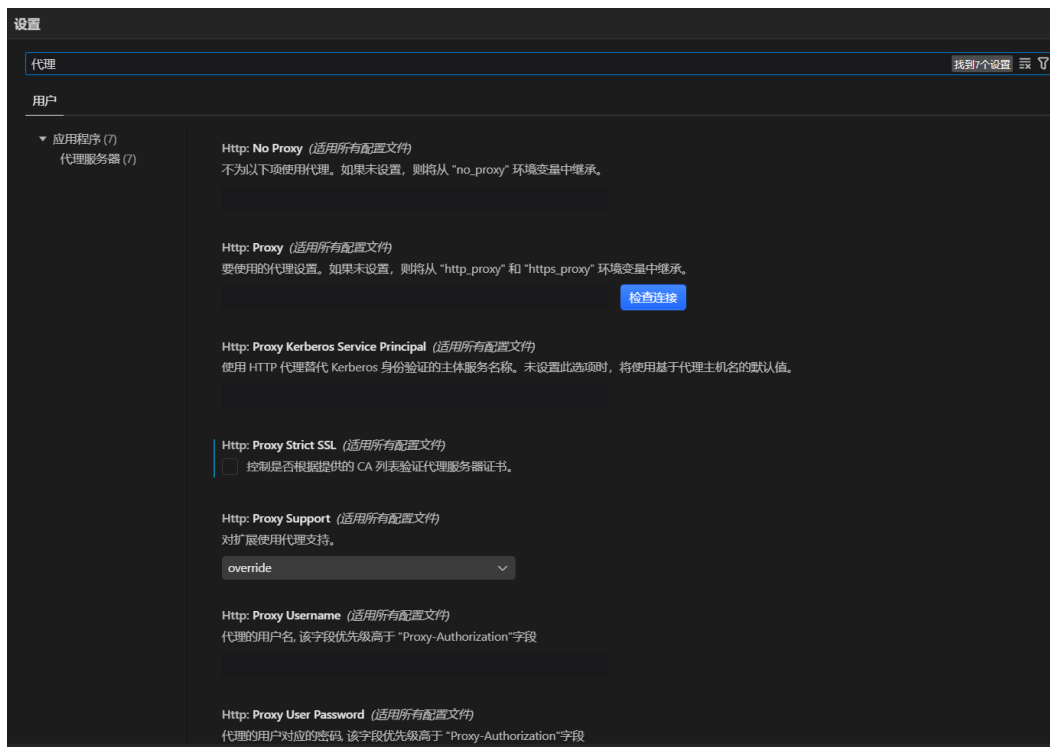 设置
代理
找到7个设置
用户
应用程序 (7)
代理服务器 (7)
Http: No Proxy (适用所有配置文件)
不为以下项使用代理。如果未设置，则将从 "no_proxy" 环境变量中继承。
Http: Proxy (适用所有配置文件)
要使用的代理设置。如果未设置，则将从 "http_proxy" 和 "https_proxy" 环境变量中继承。
检查连接
Http: Proxy Kerberos Service Principal (适用所有配置文件)
使用 HTTP 代理替代 Kerberos 身份验证的主体服务名称。未设置此选项时，将使用基于代理主机名的默认值。
Http: Proxy Strict SSL (适用所有配置文件)
控制是否根据提供的 CA 列表验证代理服务器证书。
Http: Proxy Support (适用所有配置文件)
对扩展使用代理支持。
override
Http: Proxy Username (适用所有配置文件)
代理的用户名, 该字段优先级高于 "Proxy-Authorization"字段
Http: Proxy User Password (适用所有配置文件)
代理的用户对应的密码, 该字段优先级高于 "Proxy-Authorization"字段